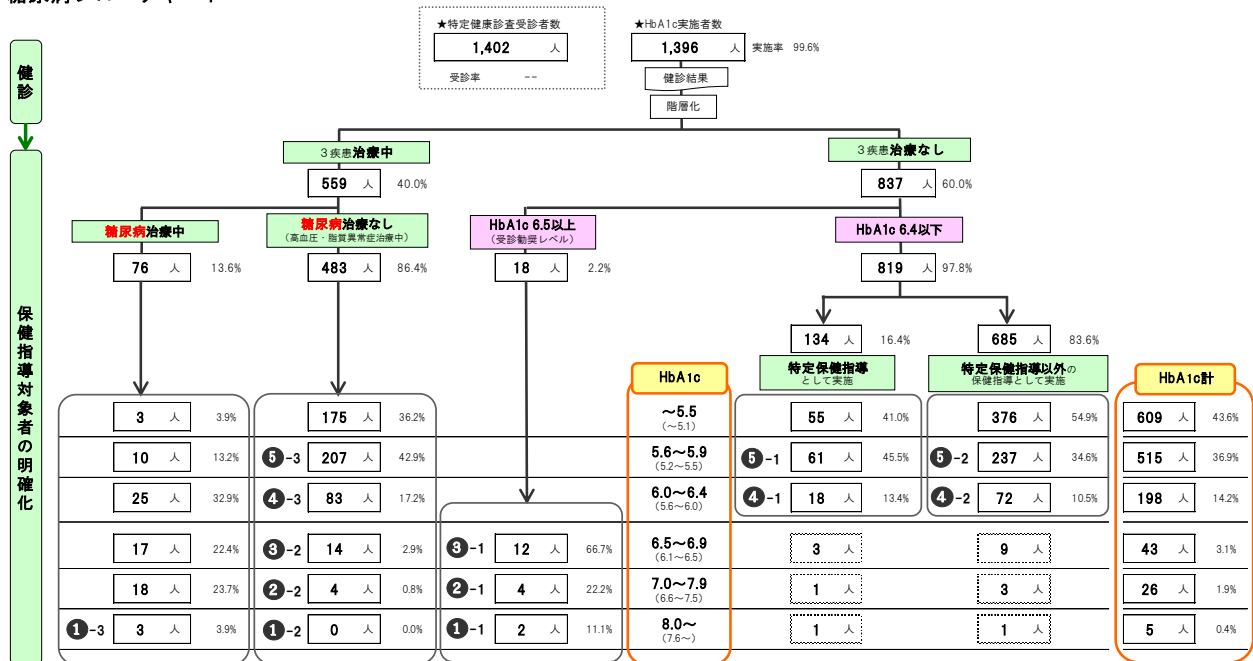 ★特定健康診査受診者数
1,402 人
受診率 --
★HbA1c実施者数
1,396 人 実施率 99.6%
健診結果
階層化
健診
保健指導対象者の明確化
3疾患治療中
559 人 40.0%
3疾患治療なし
837 人 60.0%
糖尿病治療中
76 人 13.6%
糖尿病治療なし
(高血圧・脂質異常症治療中)
483 人 86.4%
HbA1c 6.5以上
(受診勧奨レベル)
18 人 2.2%
HbA1c 6.4以下
819 人 97.8%
134 人 16.4%
特定保健指導
として実施
685 人 83.6%
特定保健指導以外の
保健指導として実施
HbA1c
HbA1c計
3 人 3.9% 175 人 36.2% ～5.5 55 人 41.0% 376 人 54.9% 609 人 43.6%
(～5.1)
10 人 13.2% ❺-3 207 人 42.9% 5.6～5.9 ❺-1 61 人 45.5% ❺-2 237 人 34.6% 515 人 36.9%
(5.2～5.5)
25 人 32.9% ❹-3 83 人 17.2% 6.0～6.4 ❹-1 18 人 13.4% ❹-2 72 人 10.5% 198 人 14.2%
(5.6～6.0)
17 人 22.4% ❸-2 14 人 2.9% ❸-1 12 人 66.7% 6.5～6.9 3 人 9 人 43 人 3.1%
(6.1～6.5)
18 人 23.7% ❷-2 4 人 0.8% ❷-1 4 人 22.2% 7.0～7.9 1 人 3 人 26 人 1.9%
(6.6～7.5)
❶-3 3 人 3.9% ❶-2 0 人 0.0% ❶-1 2 人 11.1% 8.0～ 1 人 1 人 5 人 0.4%
(7.6～)